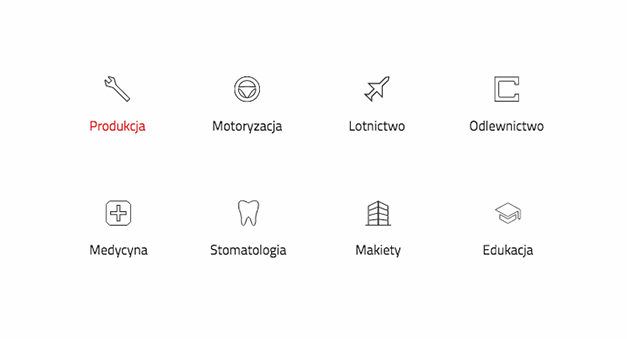 Produkcja
Motoryzacja
Lotnictwo
Odlewnictwo
Medycyna
Stomatologia
Makiety
Edukacja